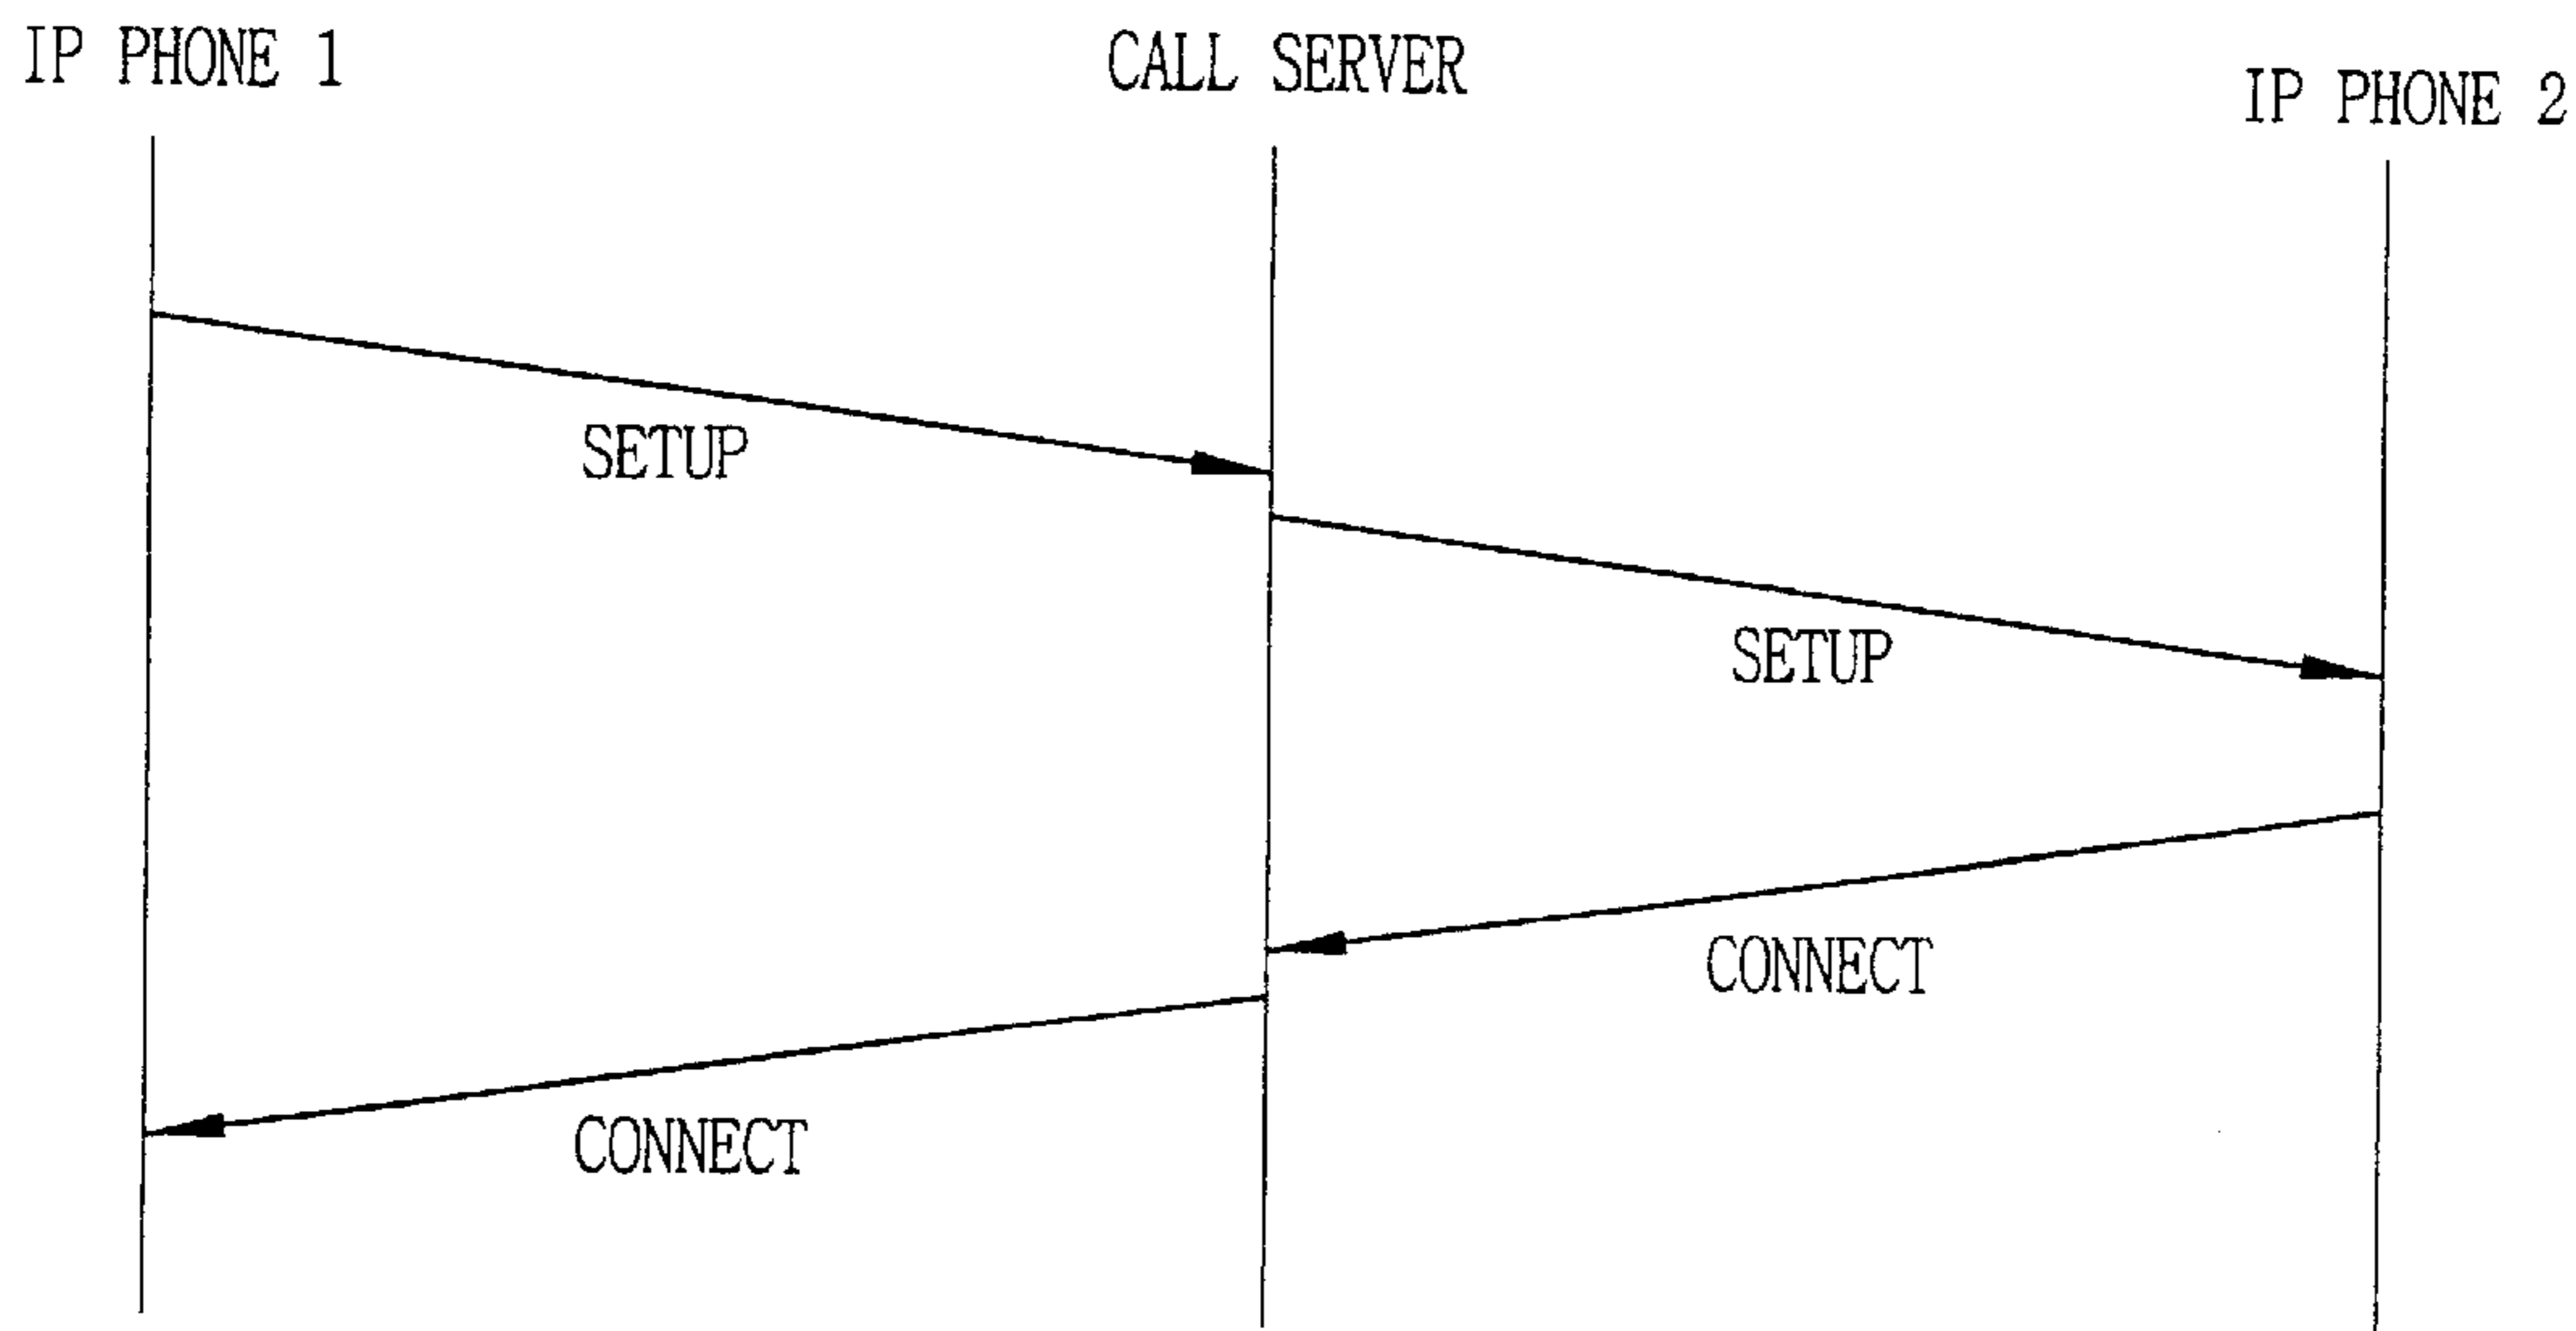 IP PHONE 1
CALL SERVER
IP PHONE 2
SETUP
SETUP
CONNECT
CONNECT